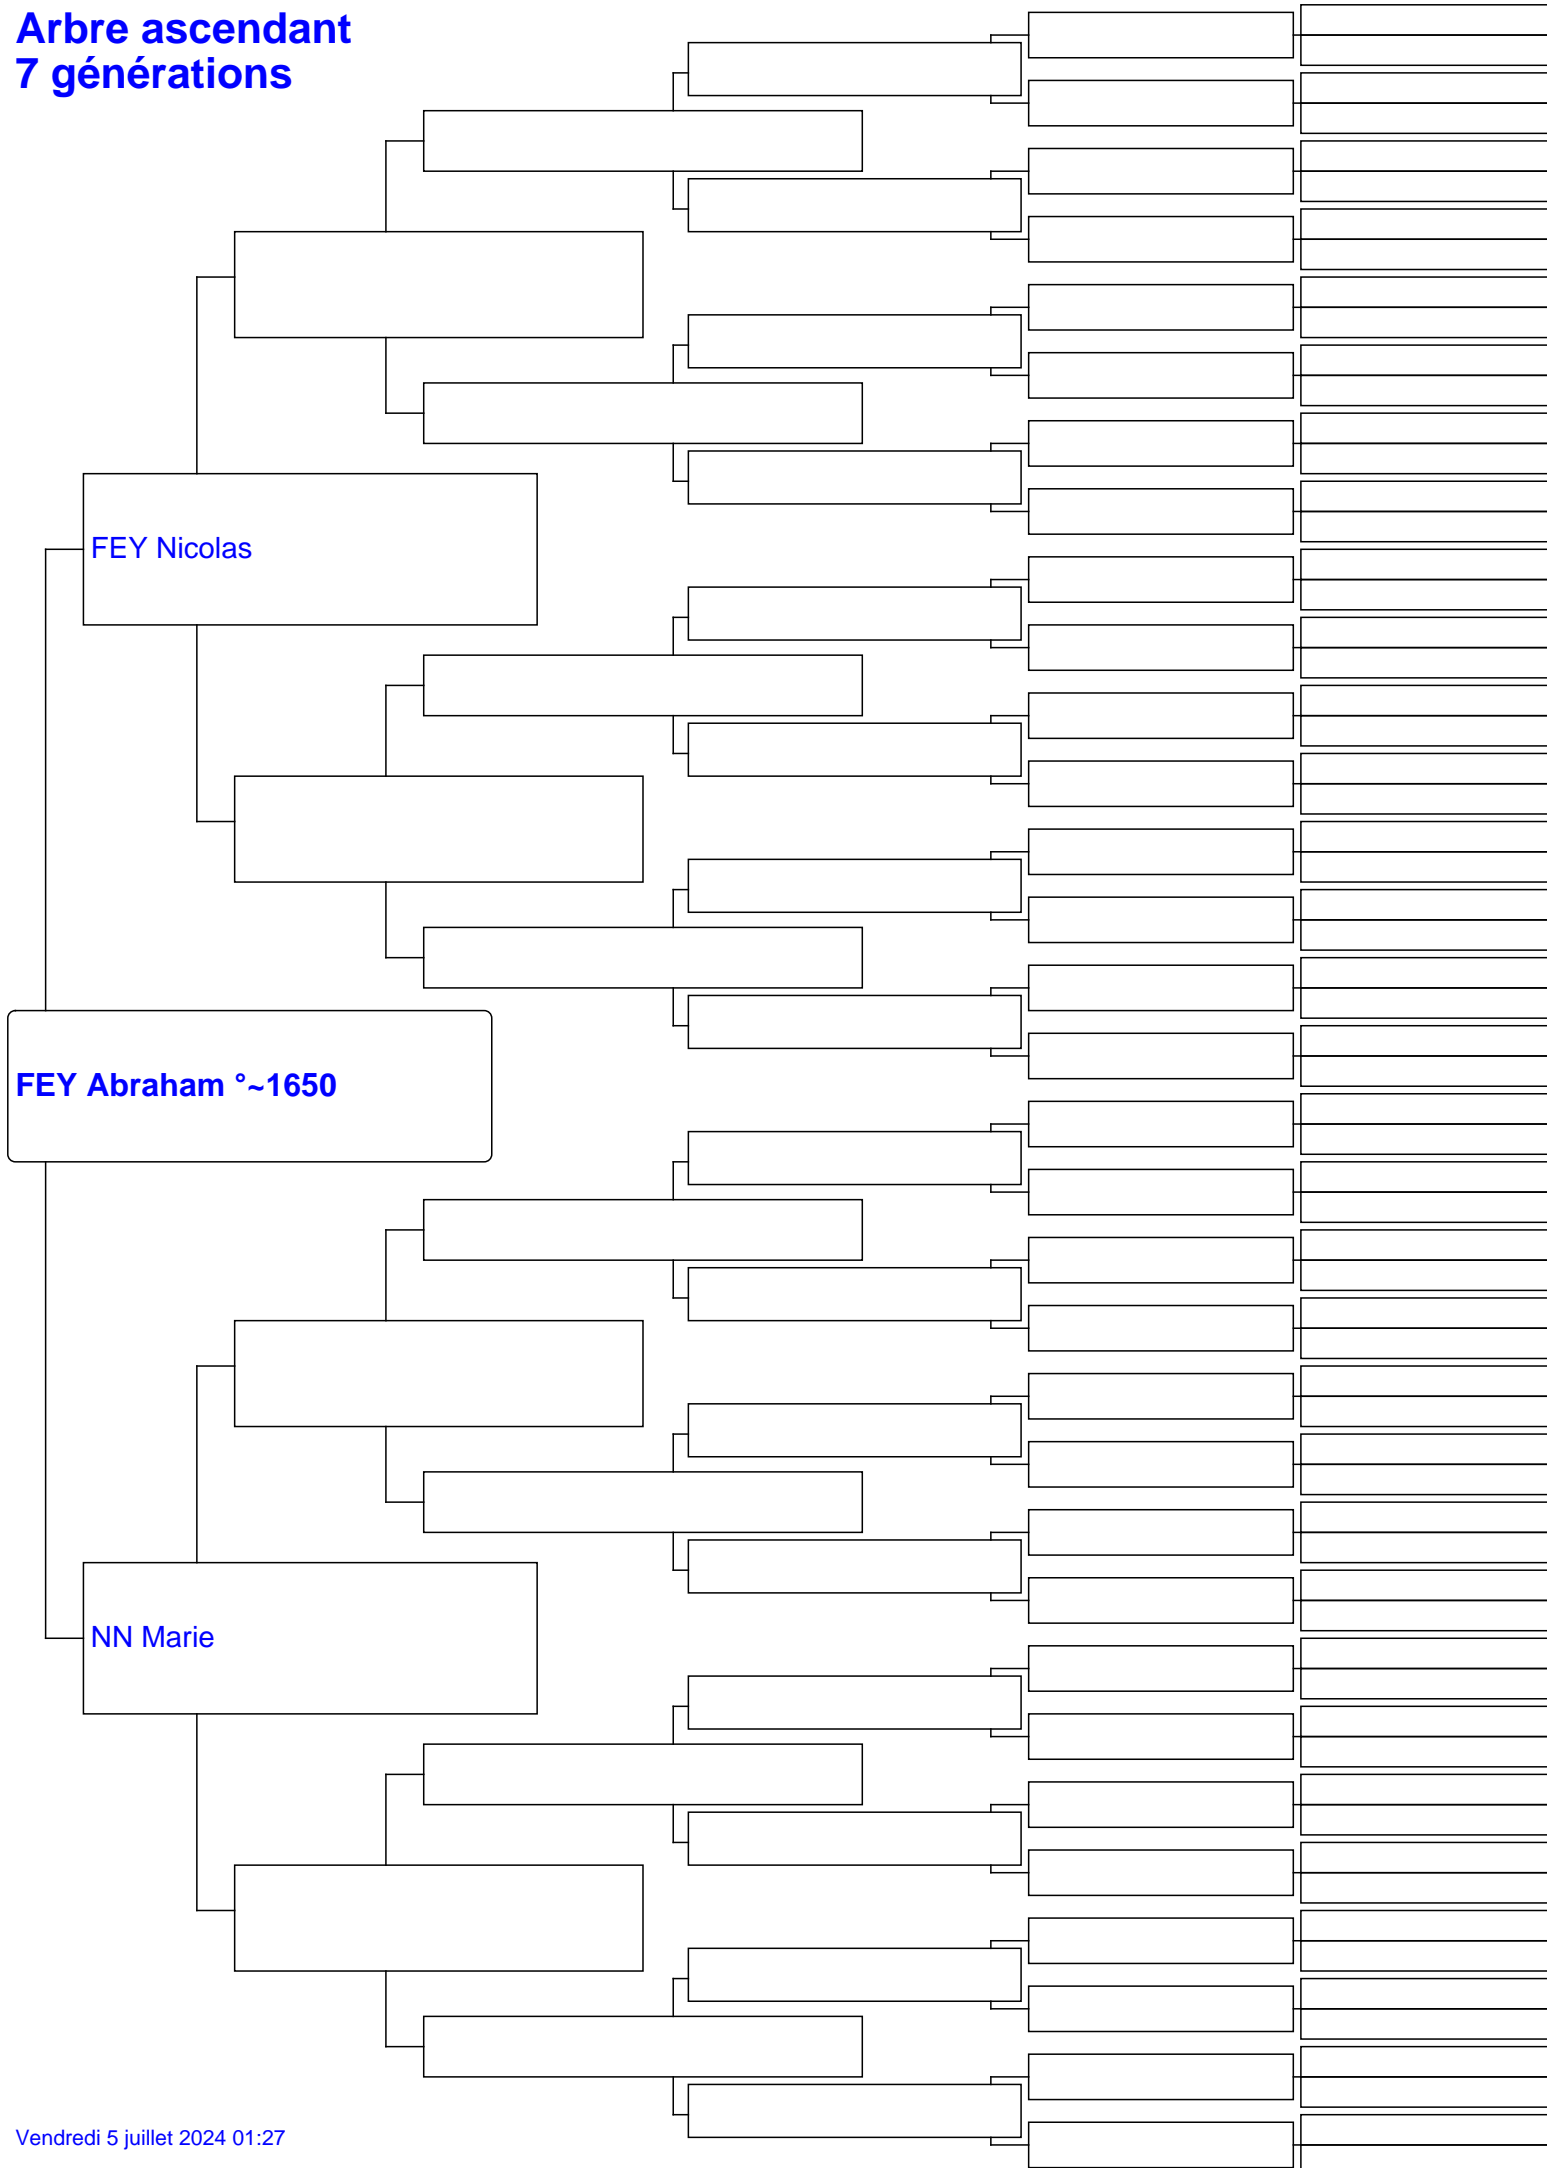 Arbre ascendant
7 générations
FEY Nicolas
FEY Abraham °~1650
NN Marie
Vendredi 5 juillet 2024 01:27